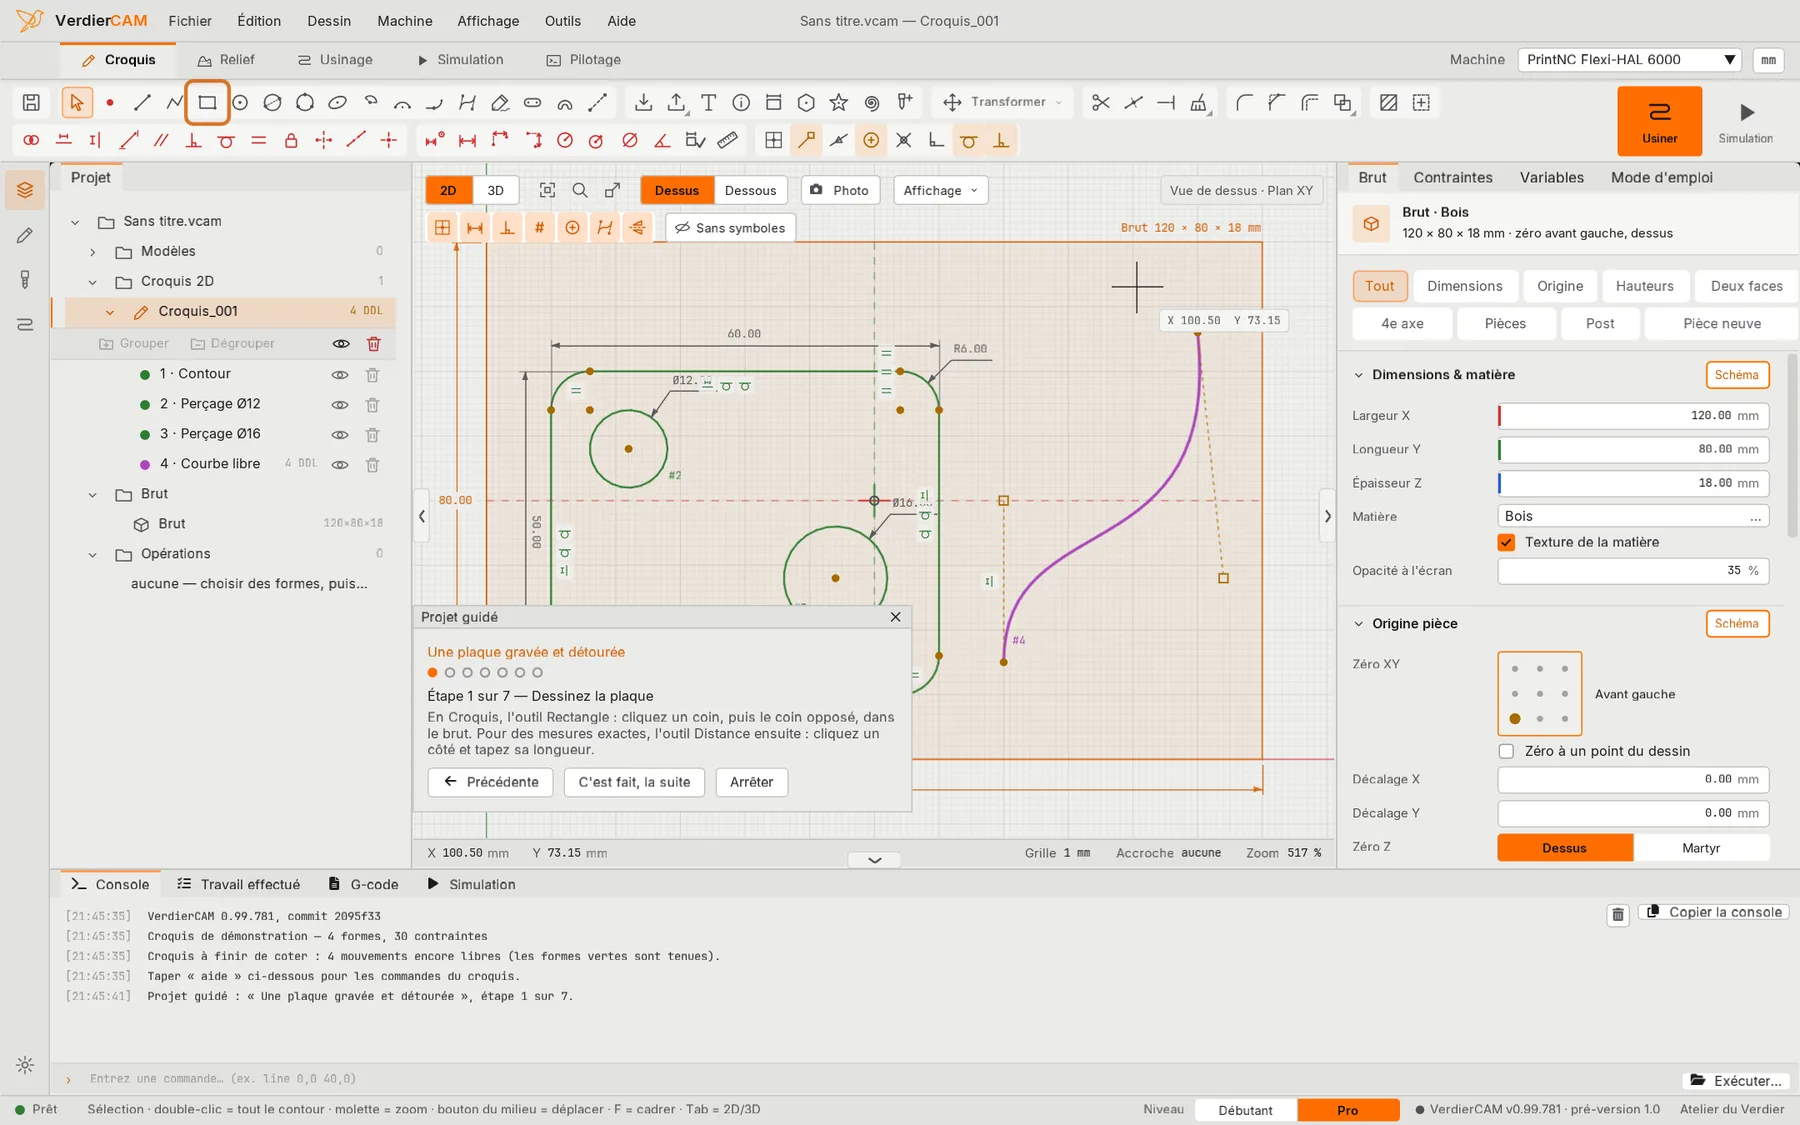 VerdierCAM Fichier Édition Dessin Machine Affichage Outils Aide Sans titre.vcam — Croquis_001
Croquis Relief Usinage Simulation Pilotage Machine PrintNC Flexi-HAL 6000 mm
Transformer
Usiner Simulation
Projet
Sans titre.vcam
Modèles 0
Croquis 2D 1
Croquis_001 4 DDL
Grouper Dégrouper
1 · Contour
2 · Perçage Ø12
3 · Perçage Ø16
4 · Courbe libre 4 DDL
Brut
Brut 120×80×18
Opérations 0
aucune — choisir des formes, puis...
2D 3D Dessus Dessous Photo Affichage Vue de dessus · Plan XY
Sans symboles Brut 120 × 80 × 18 mm
X 100.50 Y 73.15
60.00
R6.00
Ø12.
#2
80.00
Ø16.
50.00
#4
Projet guidé
Une plaque gravée et détourée
Étape 1 sur 7 — Dessinez la plaque
En Croquis, l'outil Rectangle : cliquez un coin, puis le coin opposé, dans
le brut. Pour des mesures exactes, l'outil Distance ensuite : cliquez un
côté et tapez sa longueur.
Précédente C'est fait, la suite Arrêter
X 100.50 mm Y 73.15 mm Grille 1 mm Accroche aucune Zoom 517 %
Brut Contraintes Variables Mode d'emploi
Brut · Bois
120 × 80 × 18 mm · zéro avant gauche, dessus
Tout Dimensions Origine Hauteurs Deux faces
4e axe Pièces Post Pièce neuve
Dimensions & matière Schéma
Largeur X 120.00 mm
Longueur Y 80.00 mm
Épaisseur Z 18.00 mm
Matière Bois ...
Texture de la matière
Opacité à l'écran 35 %
Origine pièce Schéma
Zéro XY Avant gauche
Zéro à un point du dessin
Décalage X 0.00 mm
Décalage Y 0.00 mm
Zéro Z Dessus Martyr
Console Travail effectué G-code Simulation
Copier la console
[21:45:35] VerdierCAM 0.99.781, commit 2095f33
[21:45:35] Croquis de démonstration — 4 formes, 30 contraintes
[21:45:35] Croquis à finir de coter : 4 mouvements encore libres (les formes vertes sont tenues).
[21:45:35] Taper « aide » ci-dessous pour les commandes du croquis.
[21:45:41] Projet guidé : « Une plaque gravée et détourée », étape 1 sur 7.
› Entrez une commande… (ex. line 0,0 40,0) Exécuter...
Prêt Sélection · double-clic = tout le contour · molette = zoom · bouton du milieu = déplacer · F = cadrer · Tab = 2D/3D Niveau Débutant Pro VerdierCAM v0.99.781 · pré-version 1.0 Atelier du Verdier